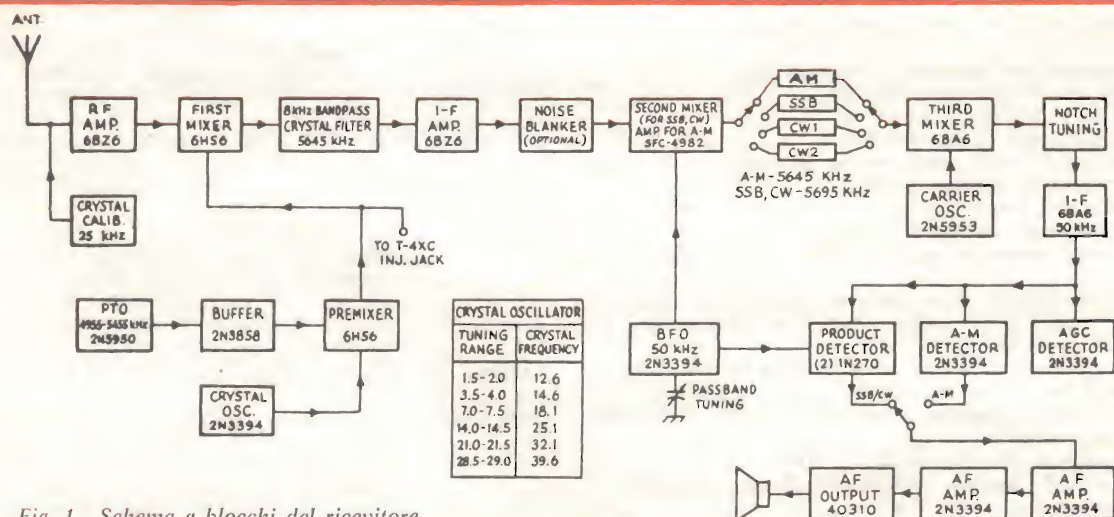 ANT.
RF
AMP.
6BZ6
FIRST
MIXER
6HS6
8kHz BANDPASS
CRYSTAL FILTER
5645 kHz
I-F
AMP.
6BZ6
NOISE
BLANKER
(OPTIONAL)
SECOND MIXER
(FOR SSB, CW)
AMP. FOR A-M
SFC-4982
AM
SSB
CW1
CW2
A-M-5645 KHz
SSB, CW-5695 KHz
THIRD
MIXER
6BA6
NOTCH
TUNING
CRYSTAL
CALIB.
25 kHz
CARRIER
OSC.
2N5953
I-F
6BA6
50 kHz
TO T-4XC
INJ. JACK
PTO
4955-5455 kHz
2N5950
BUFFER
2N3858
PREMIXER
6HS6
CRYSTAL
OSC.
2N3394
CRYSTAL OSCILLATOR
TUNING RANGE CRYSTAL FREQUENCY
1.5-2.0 12.6
3.5-4.0 14.6
7.0-7.5 18.1
14.0-14.5 25.1
21.0-21.5 32.1
28.5-29.0 39.6
BFO
50 kHz
2N3394
PASSBAND
TUNING
PRODUCT
DETECTOR
(2) 1N270
A-M
DETECTOR
2N3394
AGC
DETECTOR
2N3394
SSB/CW
A-M
AF
OUTPUT
40310
AF
AMP.
2N3394
AF
AMP.
2N3394
Fig. 1 - Schema a blocchi del ricevitore